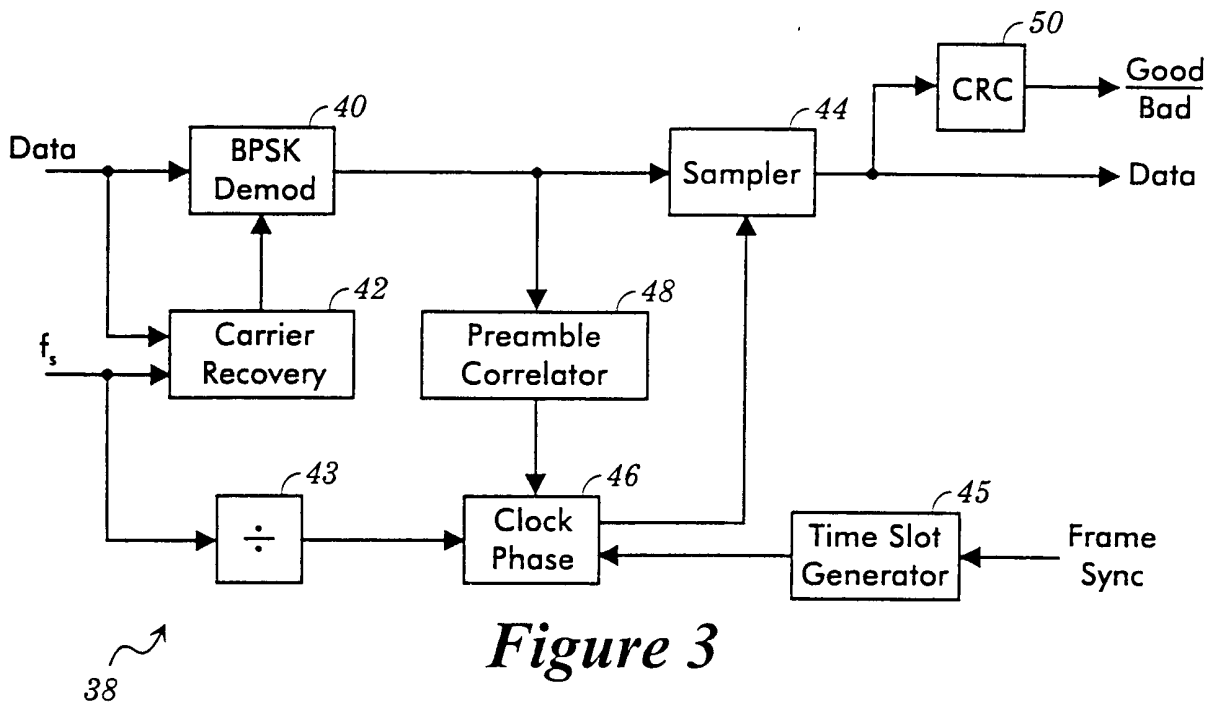 50
CRC
Good
Bad
40
44
Data
BPSK
Demod
Sampler
Data
42
48
f_s
Carrier
Recovery
Preamble
Correlator
43
46
45
÷
Clock
Phase
Time Slot
Generator
Frame
Sync
Figure 3
38